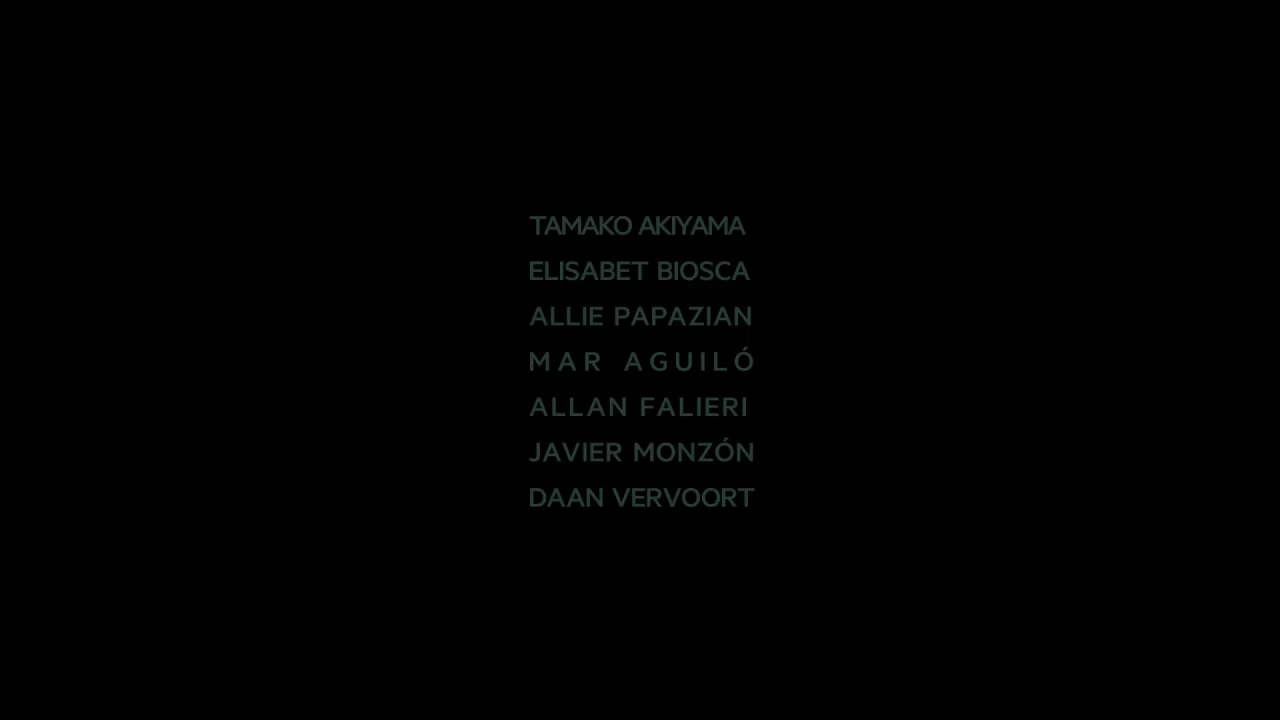 TAMAKO AKIYAMA
ELISABET BIOSCA
ALLIE PAPAZIAN
MAR AGUILÓ
ALLAN FALIERI
JAVIER MONZÓN
DAAN VERVOORT